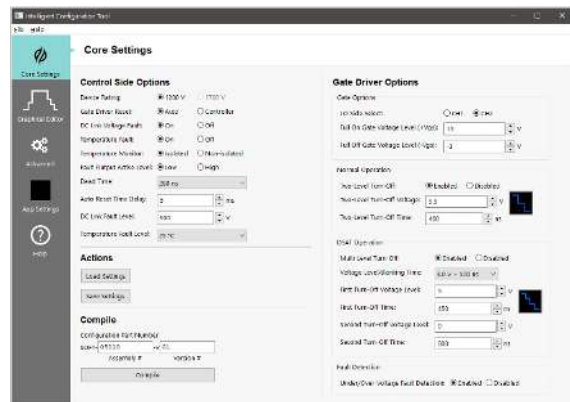 Intelligent Configuration Tool
File Help
Core Settings
Core Settings
Graphical Editor
Advanced
App Settings
Help
Control Side Options
Device Rating: 1200 V 1700 V
Gate Driver Reset: Auto Controller
DC Link Voltage Fault: On Off
Temperature Fault: On Off
Temperature Monitor: Isolated Non-Isolated
Fault Output Active Level: Low High
Dead Time:
Auto Reset Time Delay: ms
DC Link Fault Level: V
Temperature Fault Level:
Actions
Load Settings
Save Settings
Compile
Configuration Part Number
Assembly # Version #
Compile
Gate Driver Options
Gate Options
Full On Gate Voltage Level (+Vgs): V
Full Off Gate Voltage Level (-Vgs): V
Normal Operation
Two-Level Turn-Off: Enabled Disabled
Two-Level Turn-Off Voltage: V
Two-Level Turn-Off Time: ns
DSAT Operation
Multi-Level Turn-Off: Enabled Disabled
Voltage Level/Blanking Time:
First Turn-Off Voltage Level: V
First Turn-Off Time: ns
Second Turn-Off Voltage Level: V
Second Turn-Off Time: ns
Fault Detection
Under/Over Voltage Fault Detection: Enabled Disabled